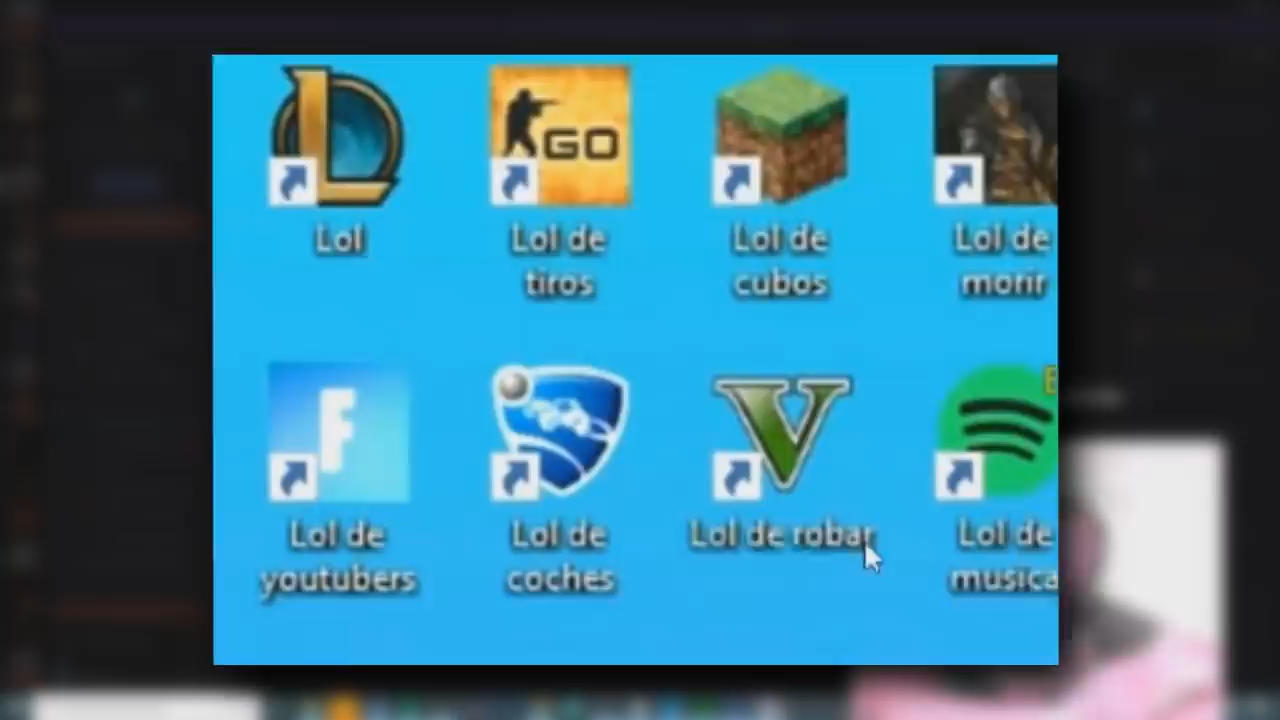 GO
Lol
Lol de
tiros
Lol de
cubos
Lol de
morir
F
V
E
Lol de
youtubers
Lol de
coches
Lol de robar
Lol de
musica